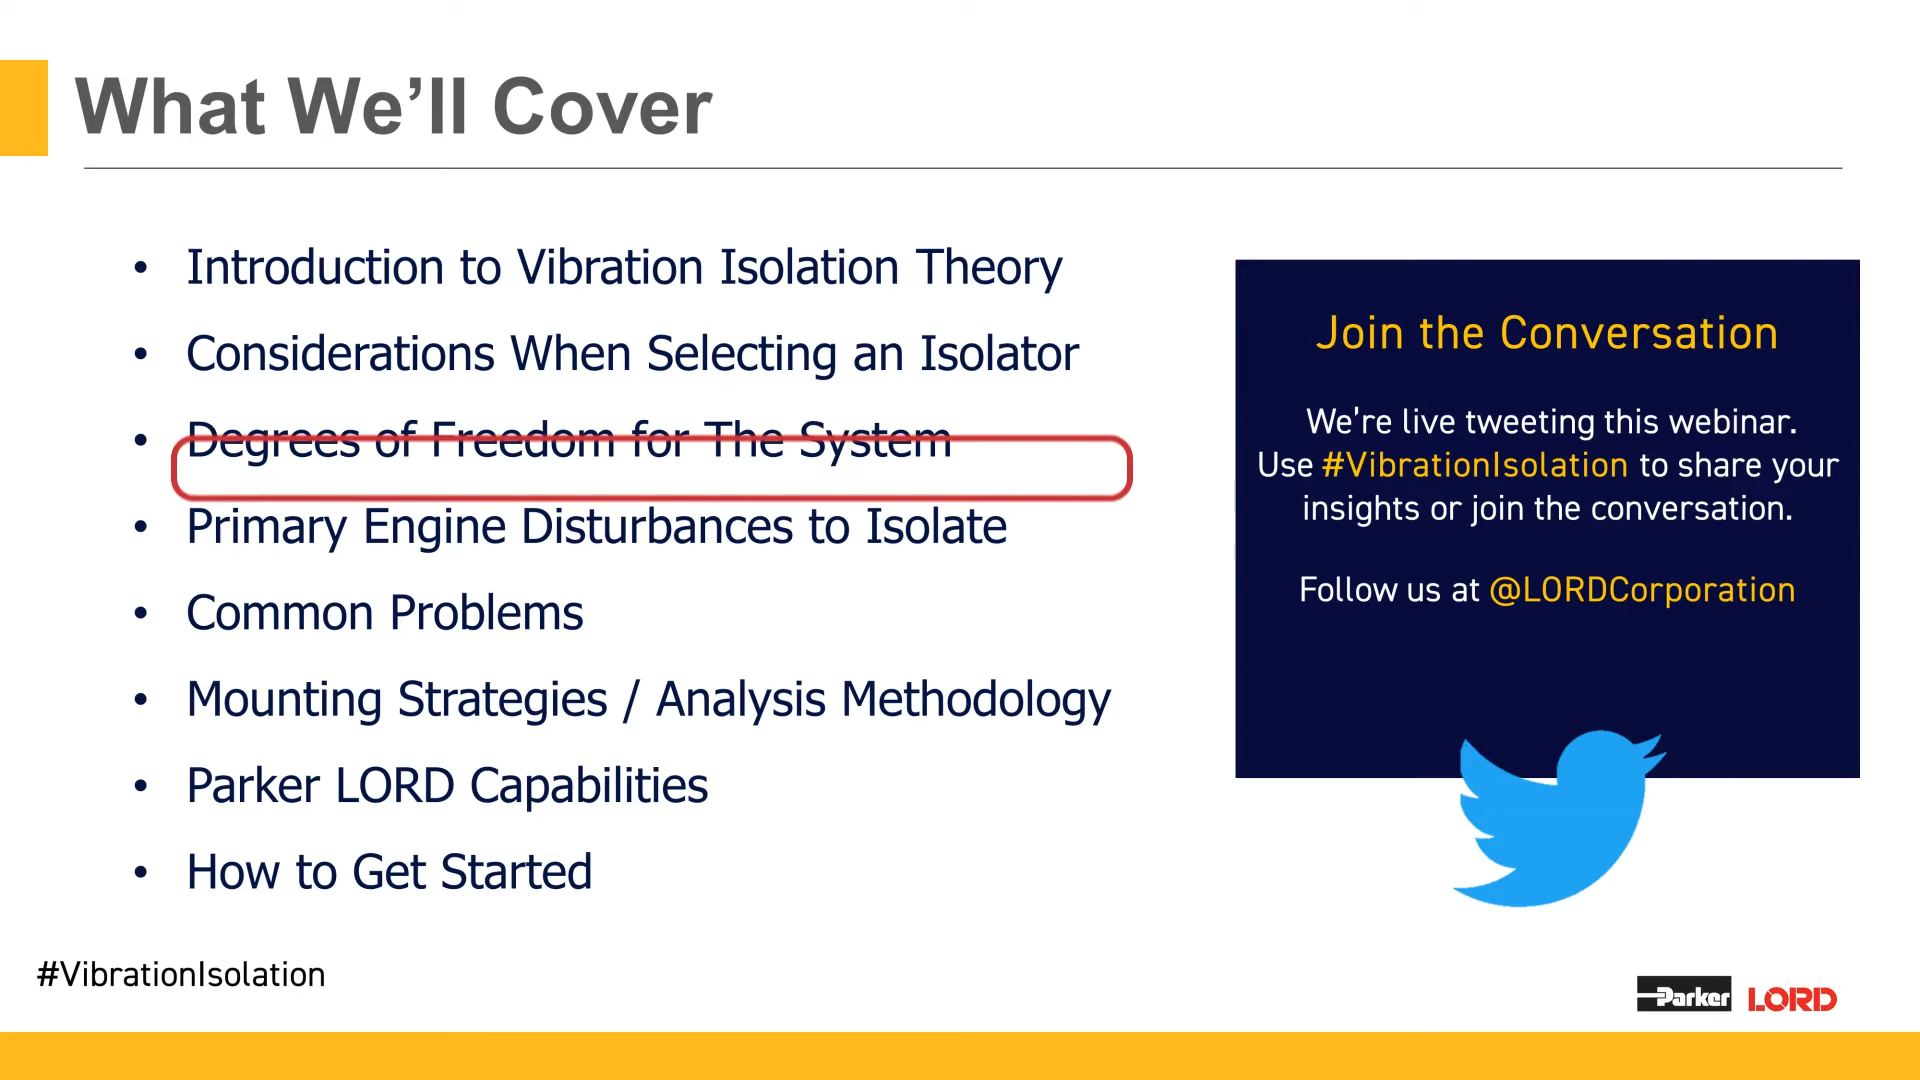 What We’ll Cover
• Introduction to Vibration Isolation Theory
• Considerations When Selecting an Isolator
• Degrees of Freedom for The System
• Primary Engine Disturbances to Isolate
• Common Problems
• Mounting Strategies / Analysis Methodology
• Parker LORD Capabilities
• How to Get Started
Join the Conversation
We're live tweeting this webinar.
Use #VibrationIsolation to share your
insights or join the conversation.
Follow us at @LORDCorporation
#VibrationIsolation
Parker LORD